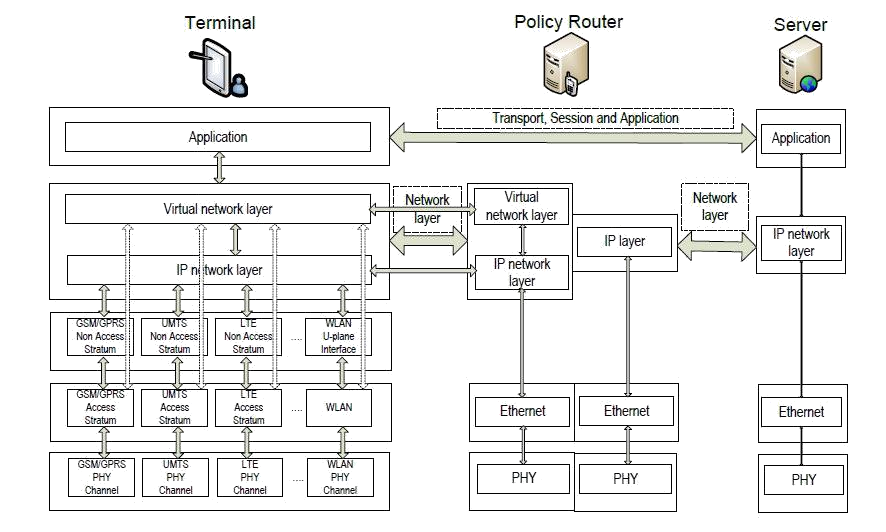 Terminal
Policy Router
Server
Transport, Session and Application
Application
Application
Virtual network layer
Network
layer
Virtual
network layer
Network
layer
IP layer
IP network
layer
IP network layer
IP network
layer
GSM/GPRS
Non Access
Stratum
UMTS
Non Access
Stratum
LTE
Non Access
Stratum
....
WLAN
U-plane
Interface
GSM/GPRS
Access
Stratum
UMTS
Access
Stratum
LTE
Access
Stratum
....
WLAN
Ethernet
Ethernet
Ethernet
GSM/GPRS
PHY
Channel
UMTS
PHY
Channel
LTE
PHY
Channel
....
WLAN
PHY
Channel
PHY
PHY
PHY